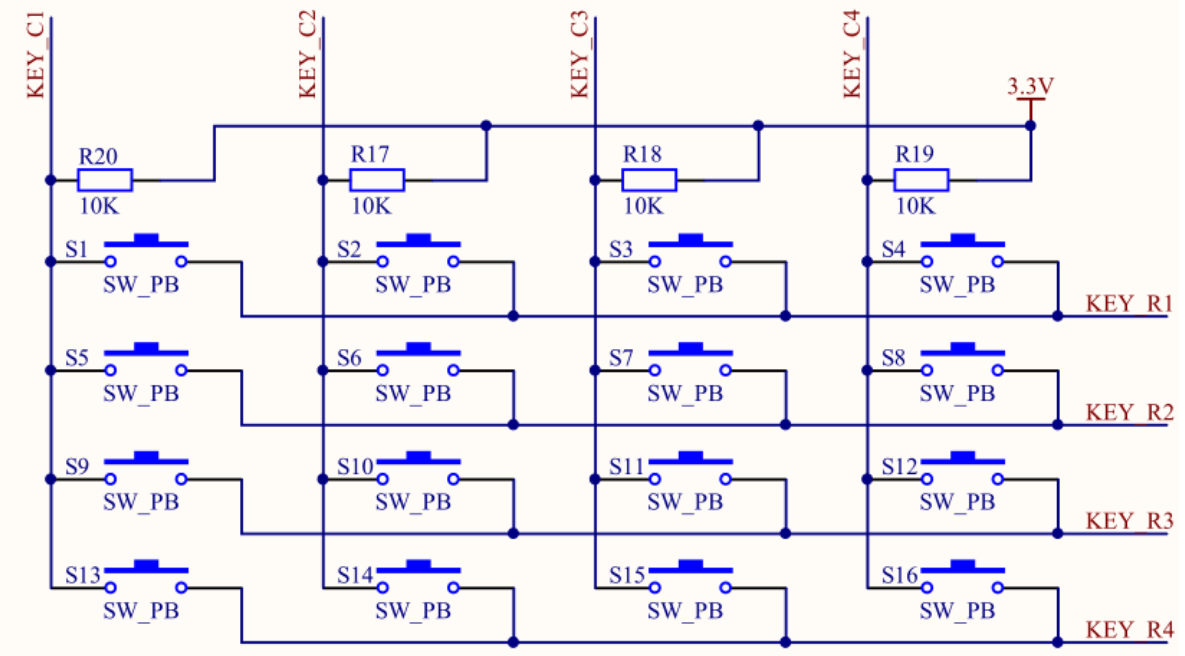 KEY_C1
KEY_C2
KEY_C3
KEY_C4
3.3V
R20 R17 R18 R19
10K 10K 10K 10K
S1 S2 S3 S4
SW_PB SW_PB SW_PB SW_PB
KEY_R1
S5 S6 S7 S8
SW_PB SW_PB SW_PB SW_PB
KEY_R2
S9 S10 S11 S12
SW_PB SW_PB SW_PB SW_PB
KEY_R3
S13 S14 S15 S16
SW_PB SW_PB SW_PB SW_PB
KEY_R4